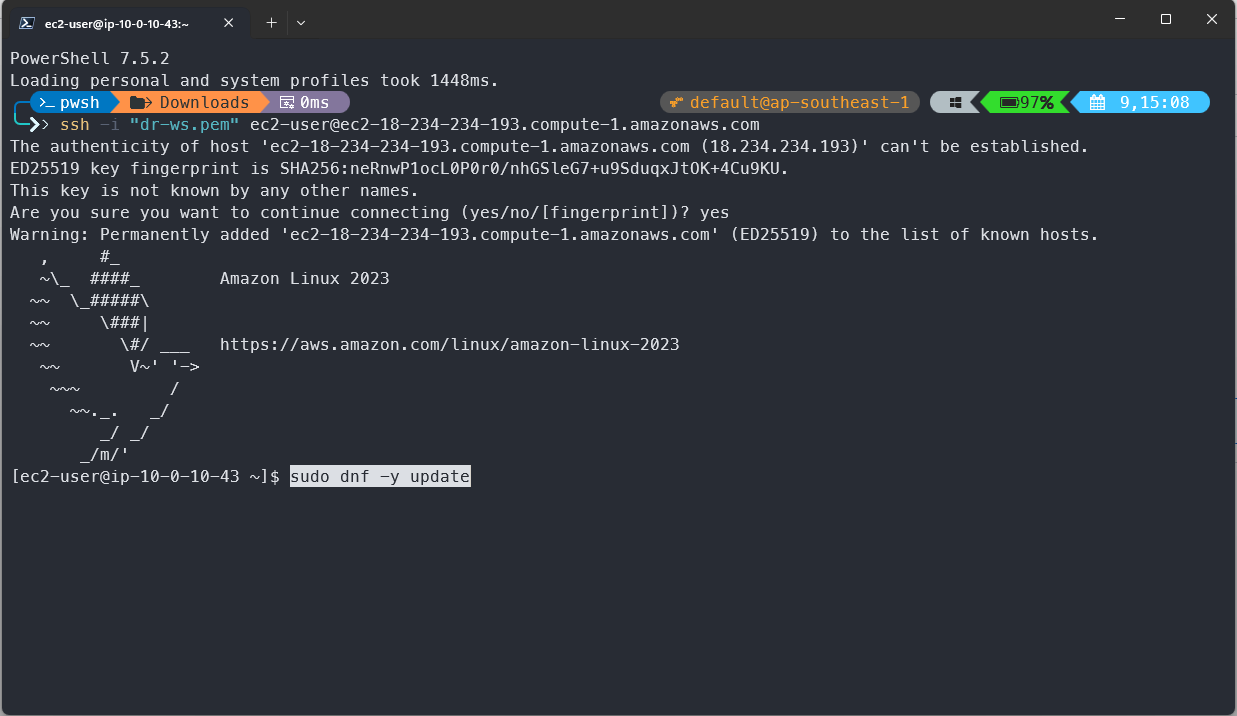 ec2-user@ip-10-0-10-43:~
PowerShell 7.5.2
Loading personal and system profiles took 1448ms.
pwsh Downloads 0ms default@ap-southeast-1 97% 9,15:08
ssh -i "dr-ws.pem" ec2-user@ec2-18-234-234-193.compute-1.amazonaws.com
The authenticity of host 'ec2-18-234-234-193.compute-1.amazonaws.com (18.234.234.193)' can't be established.
ED25519 key fingerprint is SHA256:neRnwP1ocL0P0r0/nhGSleG7+u9SduqxJtOK+4Cu9KU.
This key is not known by any other names.
Are you sure you want to continue connecting (yes/no/[fingerprint])? yes
Warning: Permanently added 'ec2-18-234-234-193.compute-1.amazonaws.com' (ED25519) to the list of known hosts.
   ,     #_
   ~\_  ####_        Amazon Linux 2023
  ~~  \_#####\
  ~~     \###|
  ~~       \#/ ___   https://aws.amazon.com/linux/amazon-linux-2023
   ~~       V~' '->
    ~~~         /
      ~~._.   _/
         _/ _/
       _/m/'
[ec2-user@ip-10-0-10-43 ~]$ sudo dnf -y update